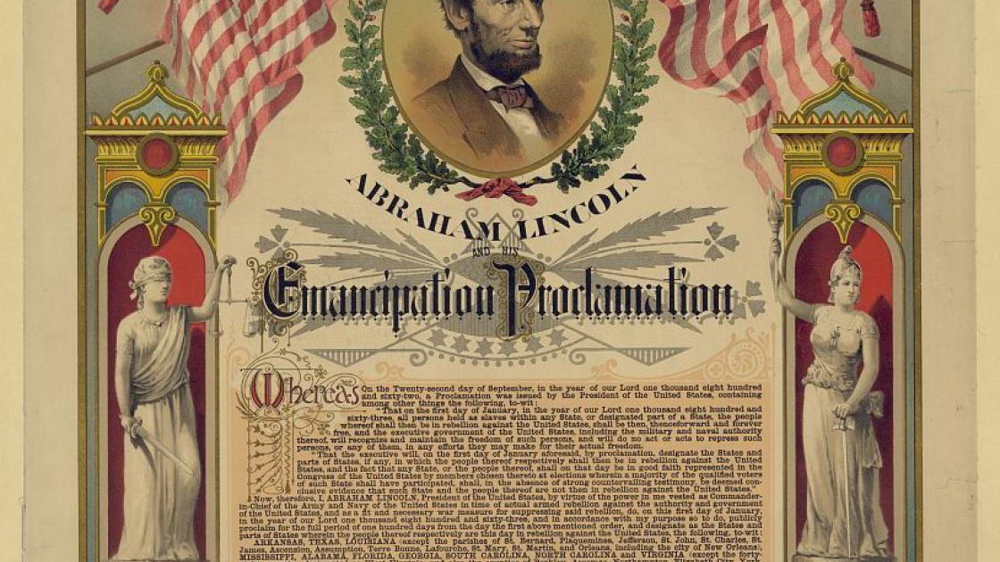 ABRAHAM LINCOLN
AND HIS
Emancipation Proclamation
Whereas On the Twenty-second day of September, in the year of our Lord one thousand eight hundred
and sixty-two, a Proclamation was issued by the President of the United States, containing
among other things the following, to-wit:
"That on the first day of January, in the year of our Lord one thousand eight hundred and
sixty-three, all persons held as slaves within any State, or designated part of a State, the people
whereof shall then be in rebellion against the United States, shall be then, thenceforward and forever
free, and the executive government of the United States, including the military and naval authority
thereof, will recognize and maintain the freedom of such persons, and will do no act or acts to repress such
persons, or any of them, in any efforts they may make for their actual freedom.
"That the executive will, on the first day of January aforesaid, by proclamation, designate the States and
parts of States, if any, in which the people thereof respectively shall then be in rebellion against the United
States, and the fact that any State, or the people thereof, shall on that day be in good faith represented in the
Congress of the United States by members chosen thereto at elections wherein a majority of the qualified voters
of such State shall have participated, shall, in the absence of strong countervailing testimony, be deemed con-
clusive evidence that such State and the people thereof are not then in rebellion against the United States."
Now, therefore, I, ABRAHAM LINCOLN, President of the United States, by virtue of the power in me vested as Commander-
in-Chief of the Army and Navy of the United States in time of actual armed rebellion against the authority and government
of the United States, and as a fit and necessary war measure for suppressing said rebellion, do, on this first day of January,
in the year of our Lord one thousand eight hundred and sixty-three, and in accordance with my purpose so to do, publicly
proclaim for the full period of one hundred days from the day the first above mentioned order, and designate as the States and
parts of States wherein the people thereof respectively are this day in rebellion against the United States, the following, to-wit:
ARKANSAS, TEXAS, LOUISIANA (except the parishes of St. Bernard, Plaquemines, Jefferson, St. John, St. Charles, St.
James, Ascension, Assumption, Terre Bonne, Lafourche, St. Mary, St. Martin, and Orleans, including the city of New Orleans),
MISSISSIPPI, ALABAMA, FLORIDA, GEORGIA, SOUTH CAROLINA, NORTH CAROLINA and VIRGINIA (except the forty-